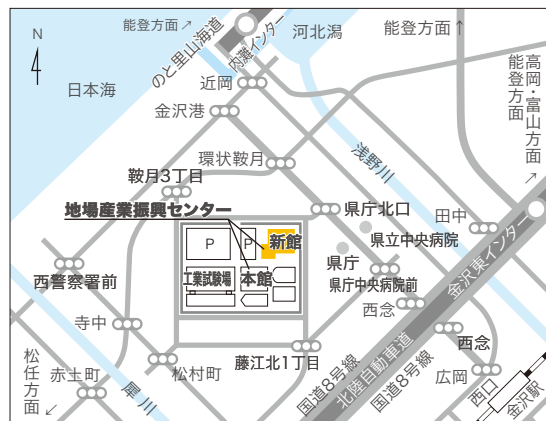 能登方面↗
のと里山海道
内灘インター
河北潟
能登方面↑
高岡・富山方面
能登方面
↗
N
日本海
近岡
金沢港
環状鞍月
浅野川
鞍月3丁目
地場産業振興センター
県庁北口
田中
P
P
新館
県立中央病院
金沢東インター
西警察署前
工業試験場
本館
県庁
県庁中央病院前
西念
寺中
藤江北1丁目
国道8号線
北陸自動車道
国道8号線
西念
松任方面
↙
赤土町
犀川
松村町
広岡
西口
金沢駅